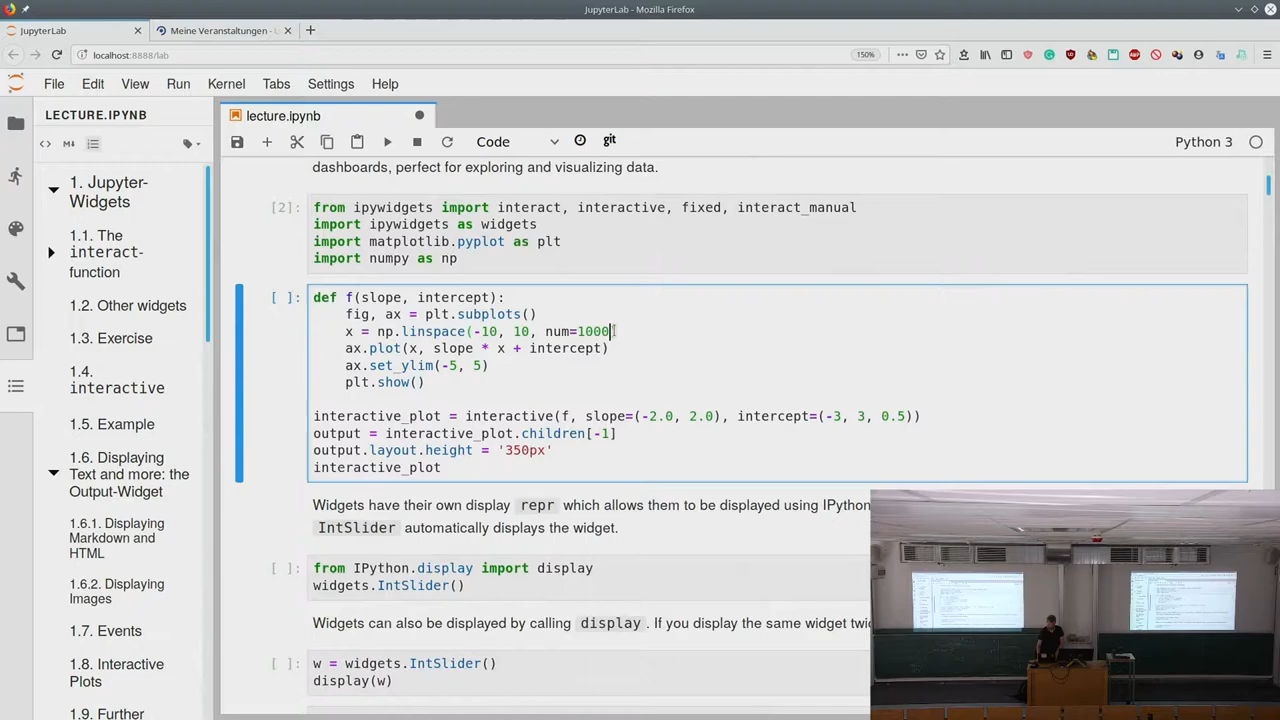 JupyterLab - Mozilla Firefox
JupyterLab
Meine Veranstaltungen - U
localhost:8888/lab
150%
File Edit View Run Kernel Tabs Settings Help
LECTURE.IPYNB
1. Jupyter-
Widgets
1.1. The
interact-
function
1.2. Other widgets
1.3. Exercise
1.4.
interactive
1.5. Example
1.6. Displaying
Text and more: the
Output-Widget
1.6.1. Displaying
Markdown and
HTML
1.6.2. Displaying
Images
1.7. Events
1.8. Interactive
Plots
1.9. Further
lecture.ipynb
Code
git
Python 3
dashboards, perfect for exploring and visualizing data.
[2]:
from ipywidgets import interact, interactive, fixed, interact_manual
import ipywidgets as widgets
import matplotlib.pyplot as plt
import numpy as np
[ ]:
def f(slope, intercept):
    fig, ax = plt.subplots()
    x = np.linspace(-10, 10, num=1000
    ax.plot(x, slope * x + intercept)
    ax.set_ylim(-5, 5)
    plt.show()
interactive_plot = interactive(f, slope=(-2.0, 2.0), intercept=(-3, 3, 0.5))
output = interactive_plot.children[-1]
output.layout.height = '350px'
interactive_plot
Widgets have their own display repr which allows them to be displayed using IPython
IntSlider automatically displays the widget.
[ ]:
from IPython.display import display
widgets.IntSlider()
Widgets can also be displayed by calling display. If you display the same widget twic
[ ]:
w = widgets.IntSlider()
display(w)